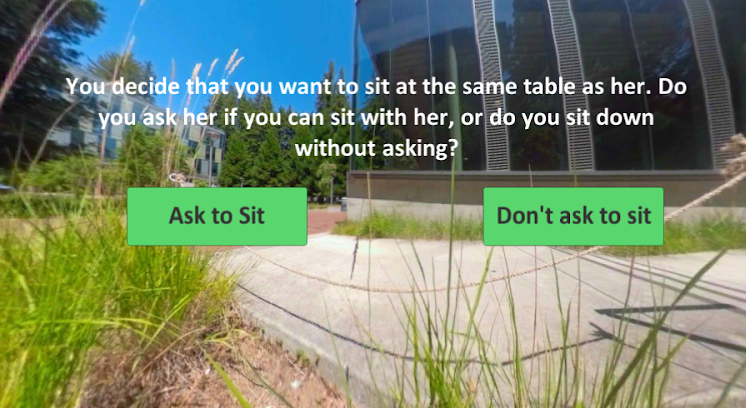 You decide that you want to sit at the same table as her. Do
you ask her if you can sit with her, or do you sit down
without asking?
Ask to Sit
Don't ask to sit